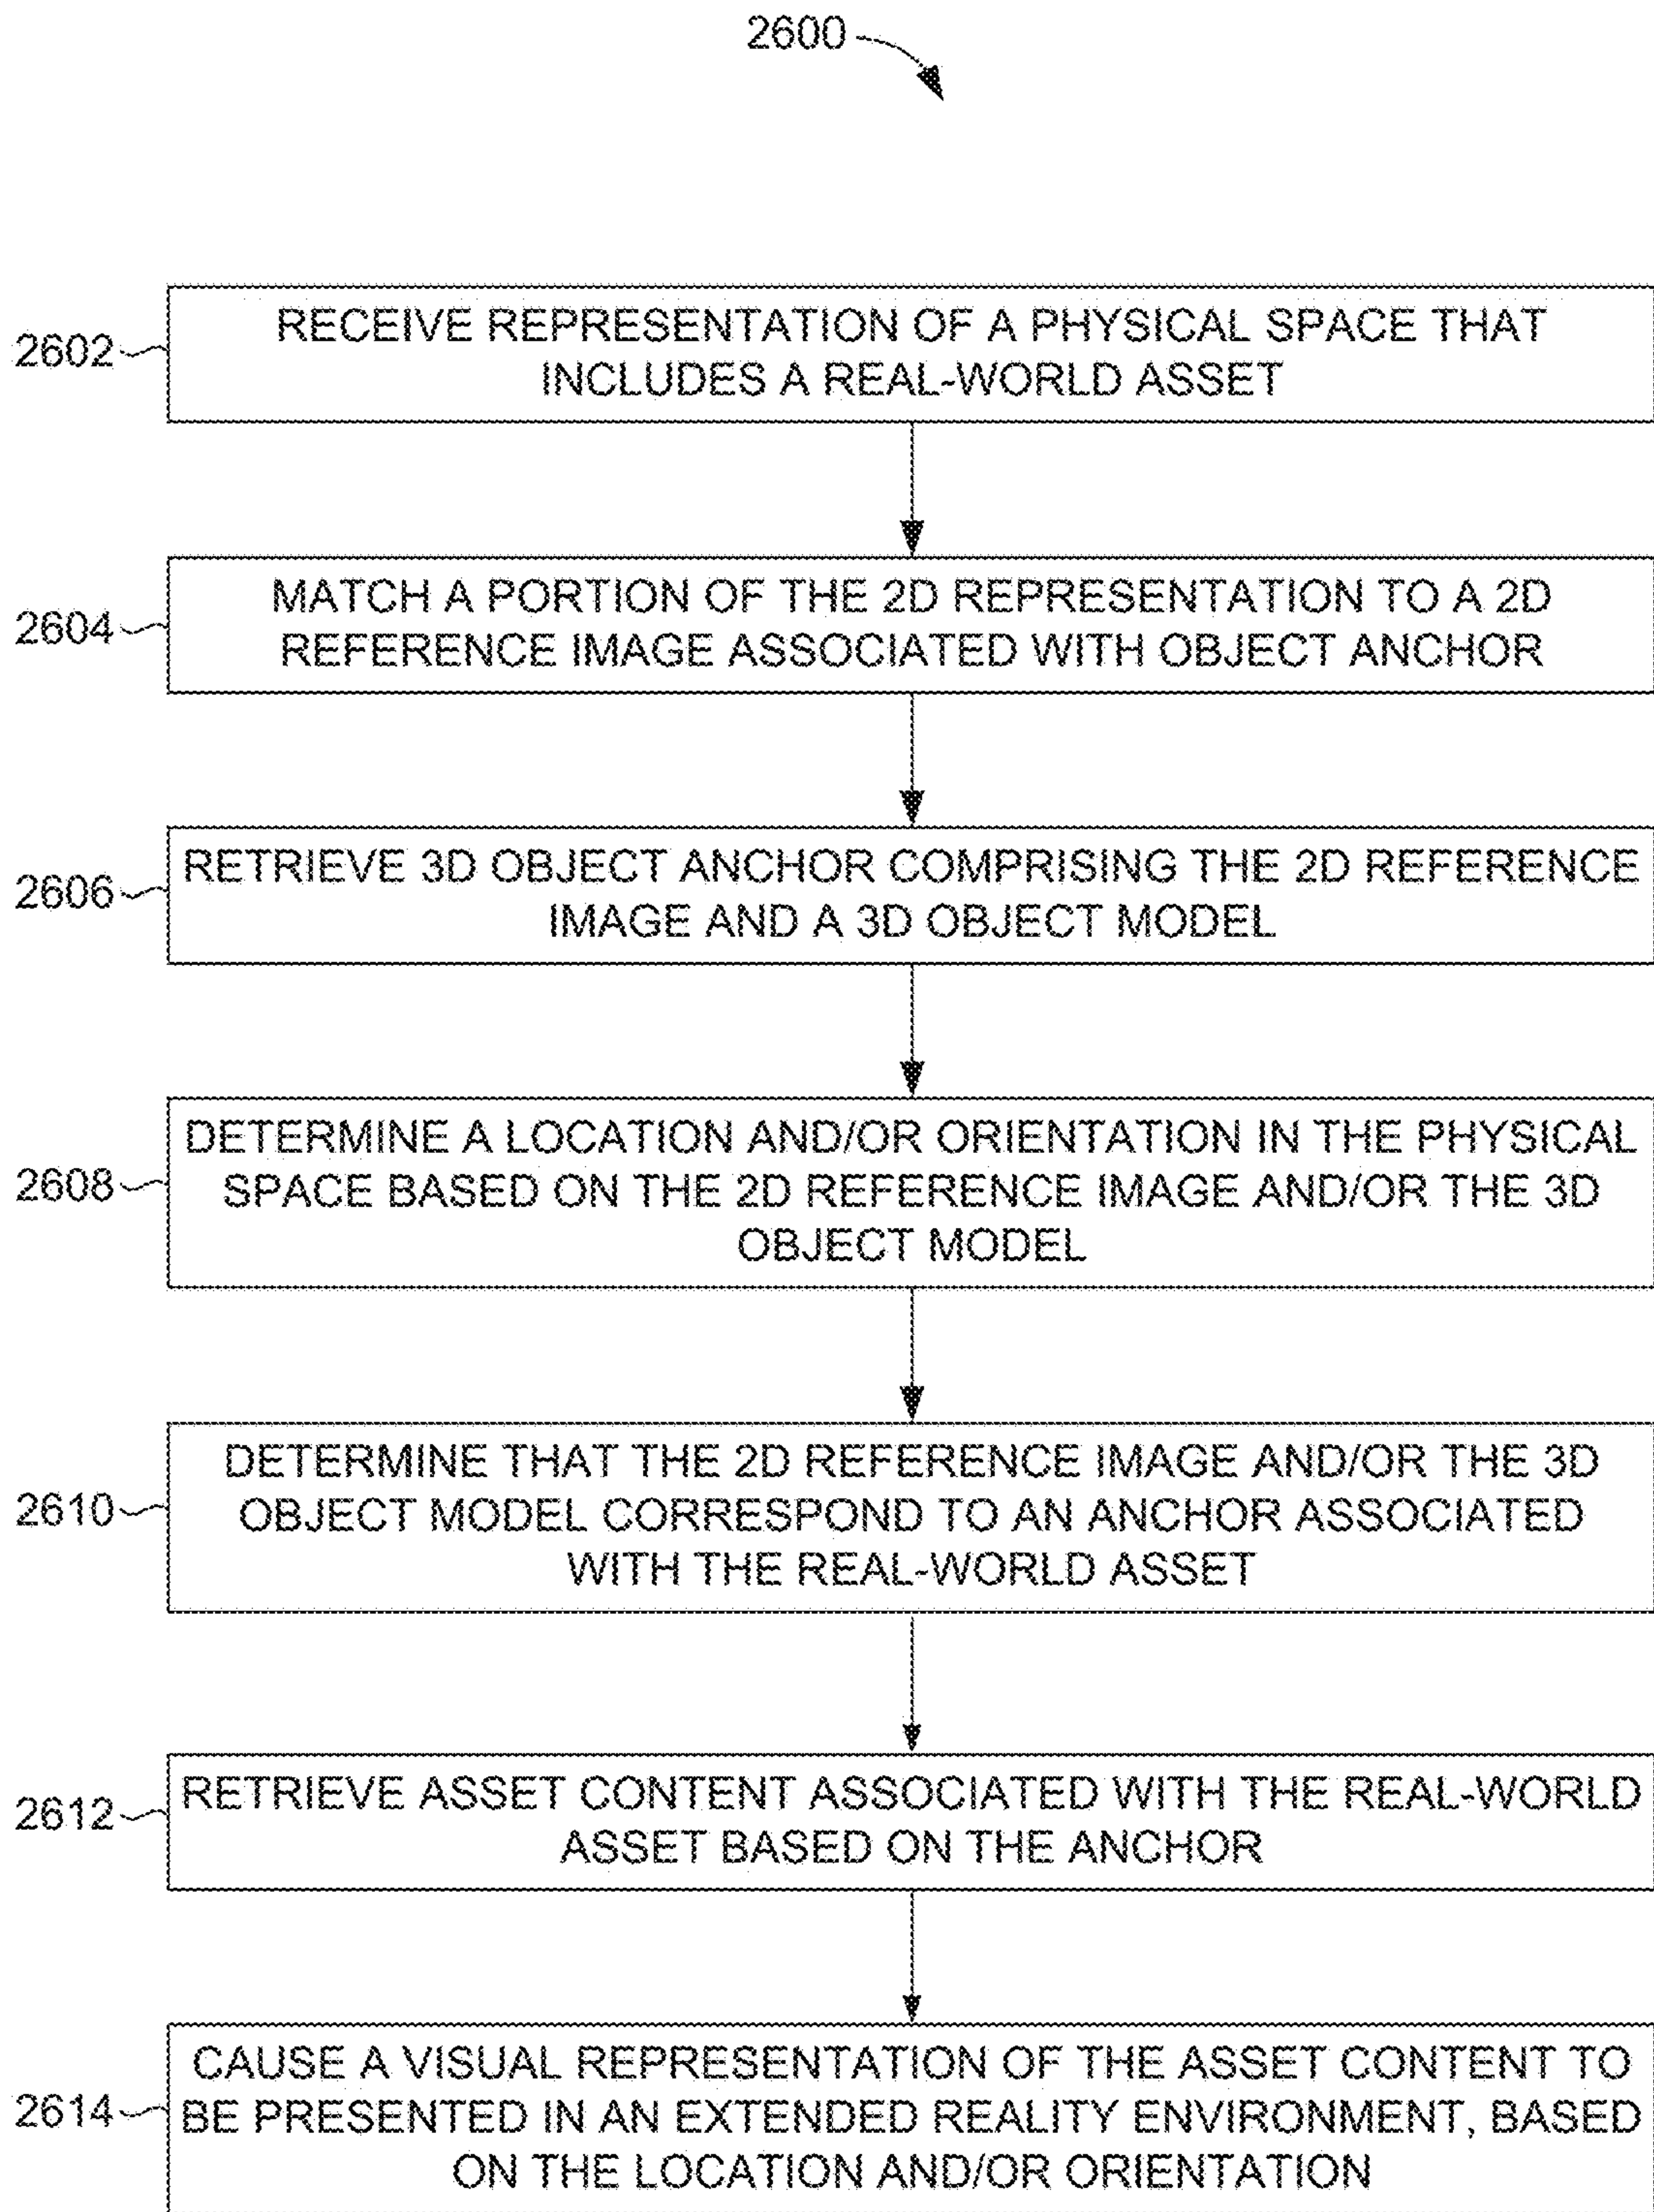 2600
2602
RECEIVE REPRESENTATION OF A PHYSICAL SPACE THAT
INCLUDES A REAL-WORLD ASSET
2604
MATCH A PORTION OF THE 2D REPRESENTATION TO A 2D
REFERENCE IMAGE ASSOCIATED WITH OBJECT ANCHOR
2606
RETRIEVE 3D OBJECT ANCHOR COMPRISING THE 2D REFERENCE
IMAGE AND A 3D OBJECT MODEL
2608
DETERMINE A LOCATION AND/OR ORIENTATION IN THE PHYSICAL
SPACE BASED ON THE 2D REFERENCE IMAGE AND/OR THE 3D
OBJECT MODEL
2610
DETERMINE THAT THE 2D REFERENCE IMAGE AND/OR THE 3D
OBJECT MODEL CORRESPOND TO AN ANCHOR ASSOCIATED
WITH THE REAL-WORLD ASSET
2612
RETRIEVE ASSET CONTENT ASSOCIATED WITH THE REAL-WORLD
ASSET BASED ON THE ANCHOR
2614
CAUSE A VISUAL REPRESENTATION OF THE ASSET CONTENT TO
BE PRESENTED IN AN EXTENDED REALITY ENVIRONMENT, BASED
ON THE LOCATION AND/OR ORIENTATION